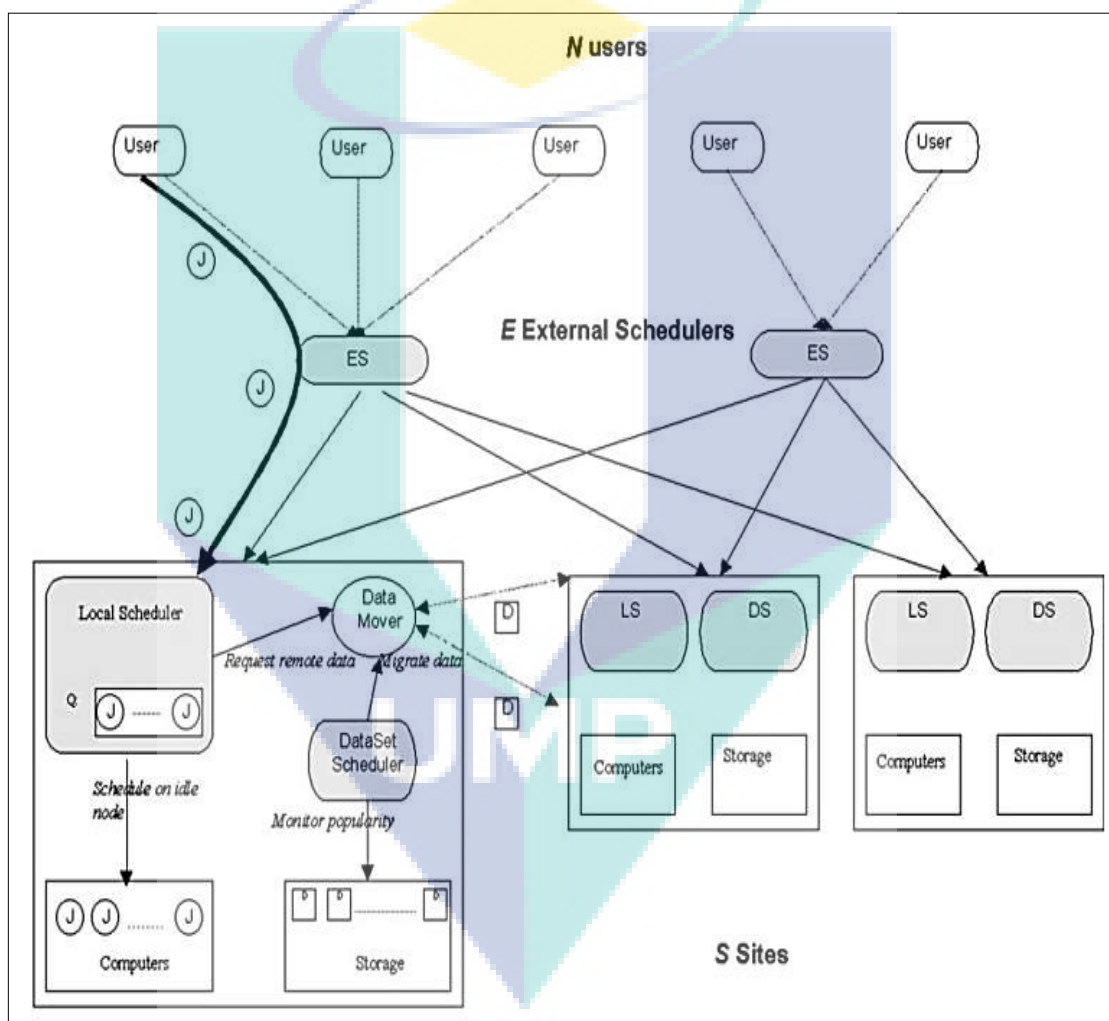 N users
User
User
User
User
User
J
J
J
E External Schedulers
ES
ES
Local Scheduler
Q
J ...... J
Data
Mover
Request remote data
Migrate data
D
D
DataSet
Scheduler
Schedule on idle
node
Monitor popularity
J J ........ J
Computers
D D ................ D
Storage
LS
DS
Computers
Storage
LS
DS
Computers
Storage
UMP
S Sites